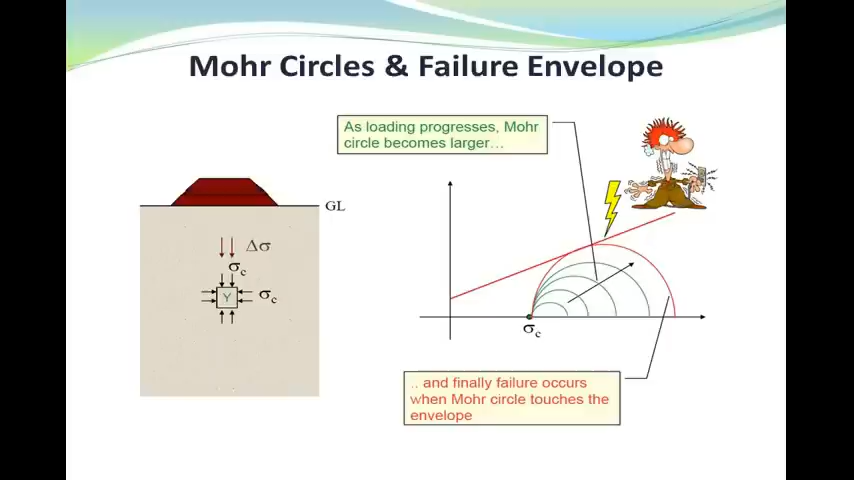 Mohr Circles & Failure Envelope
As loading progresses, Mohr
circle becomes larger…
GL
Δσ
σc
σc
Y
σc
.. and finally failure occurs
when Mohr circle touches the
envelope